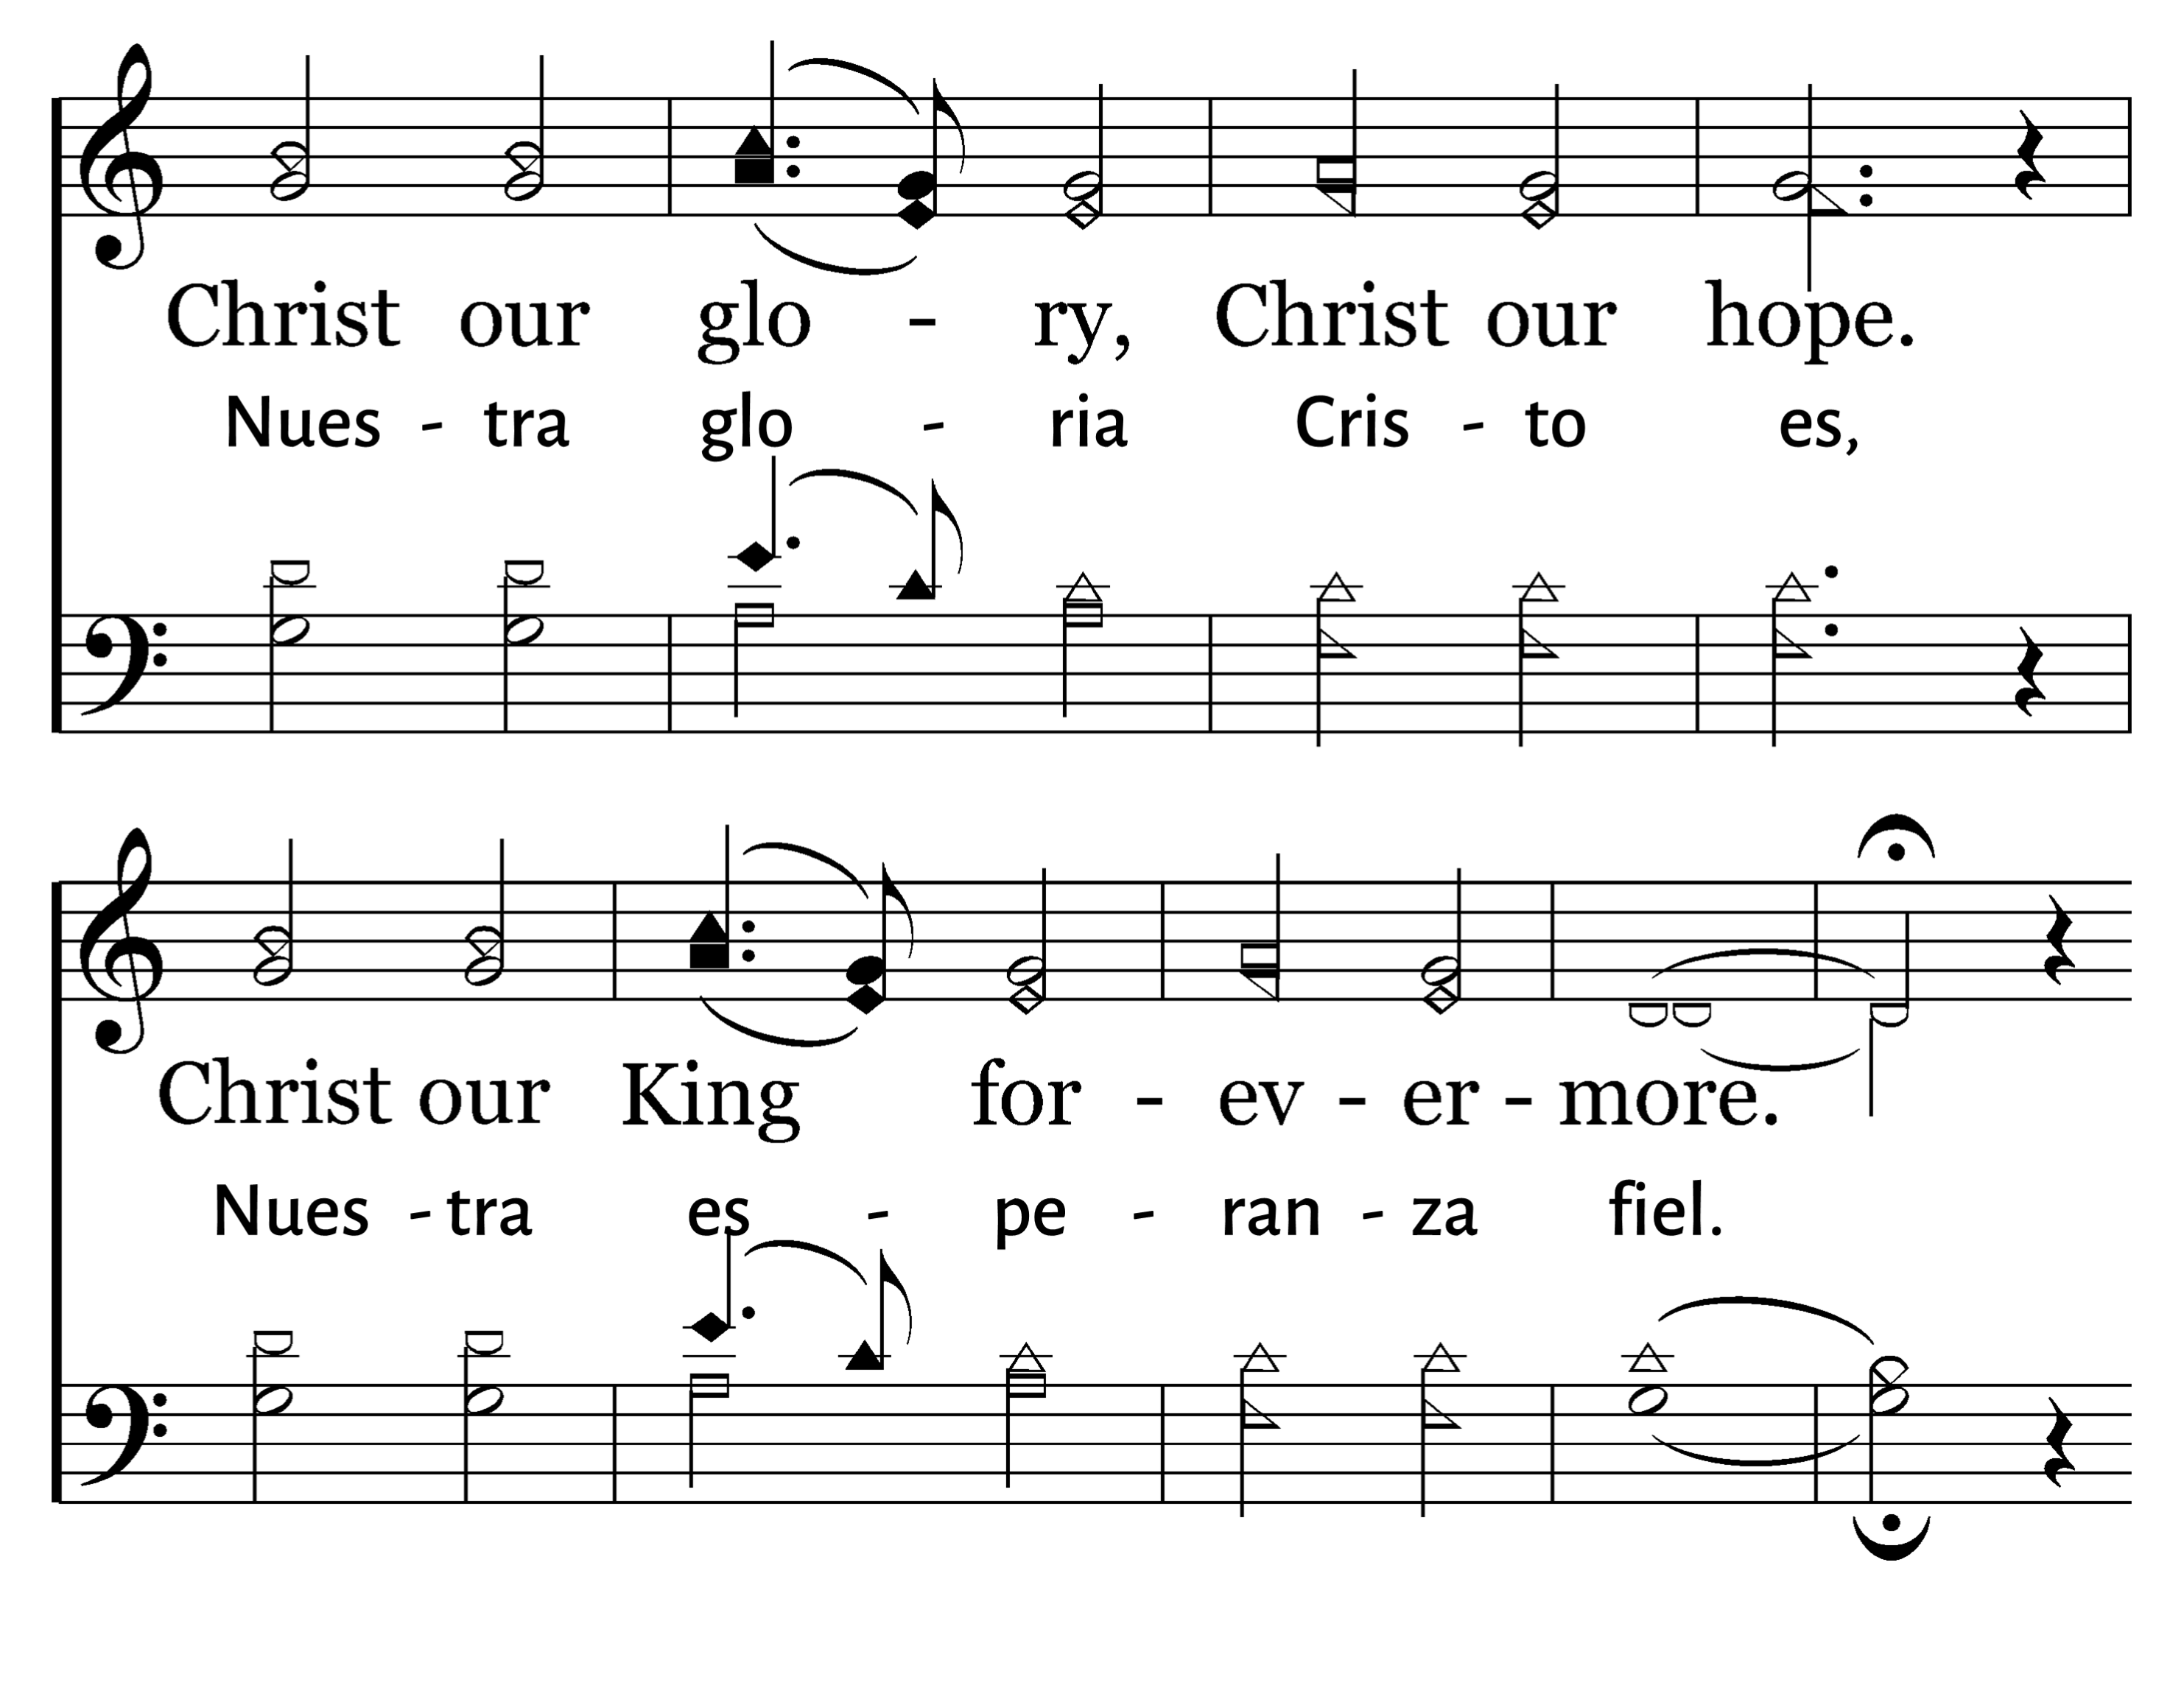 Christ our glo - ry, Christ our hope.
Nues - tra glo - ria Cris - to es,
Christ our King for - ev - er - more.
Nues - tra es - pe - ran - za fiel.